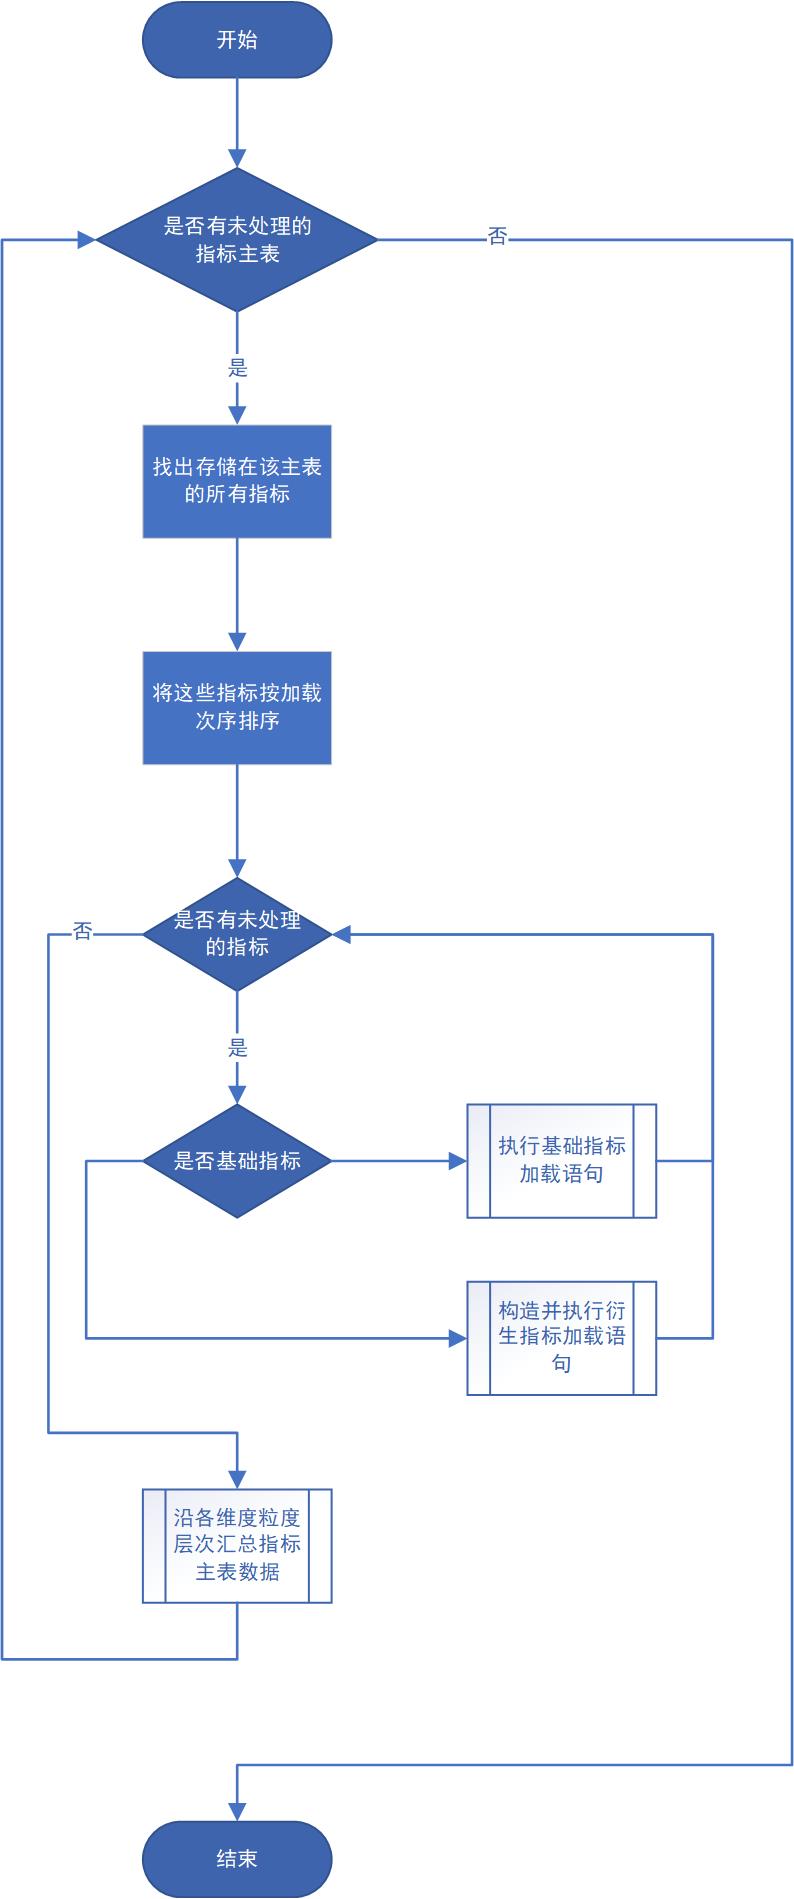 开始
是否有未处理的
指标主表
否
是
找出存储在该主表
的所有指标
将这些指标按加载
次序排序
是否有未处理
的指标
否
是
是否基础指标
执行基础指标
加载语句
构造并执行衍
生指标加载语
句
沿各维度粒度
层次汇总指标
主表数据
结束